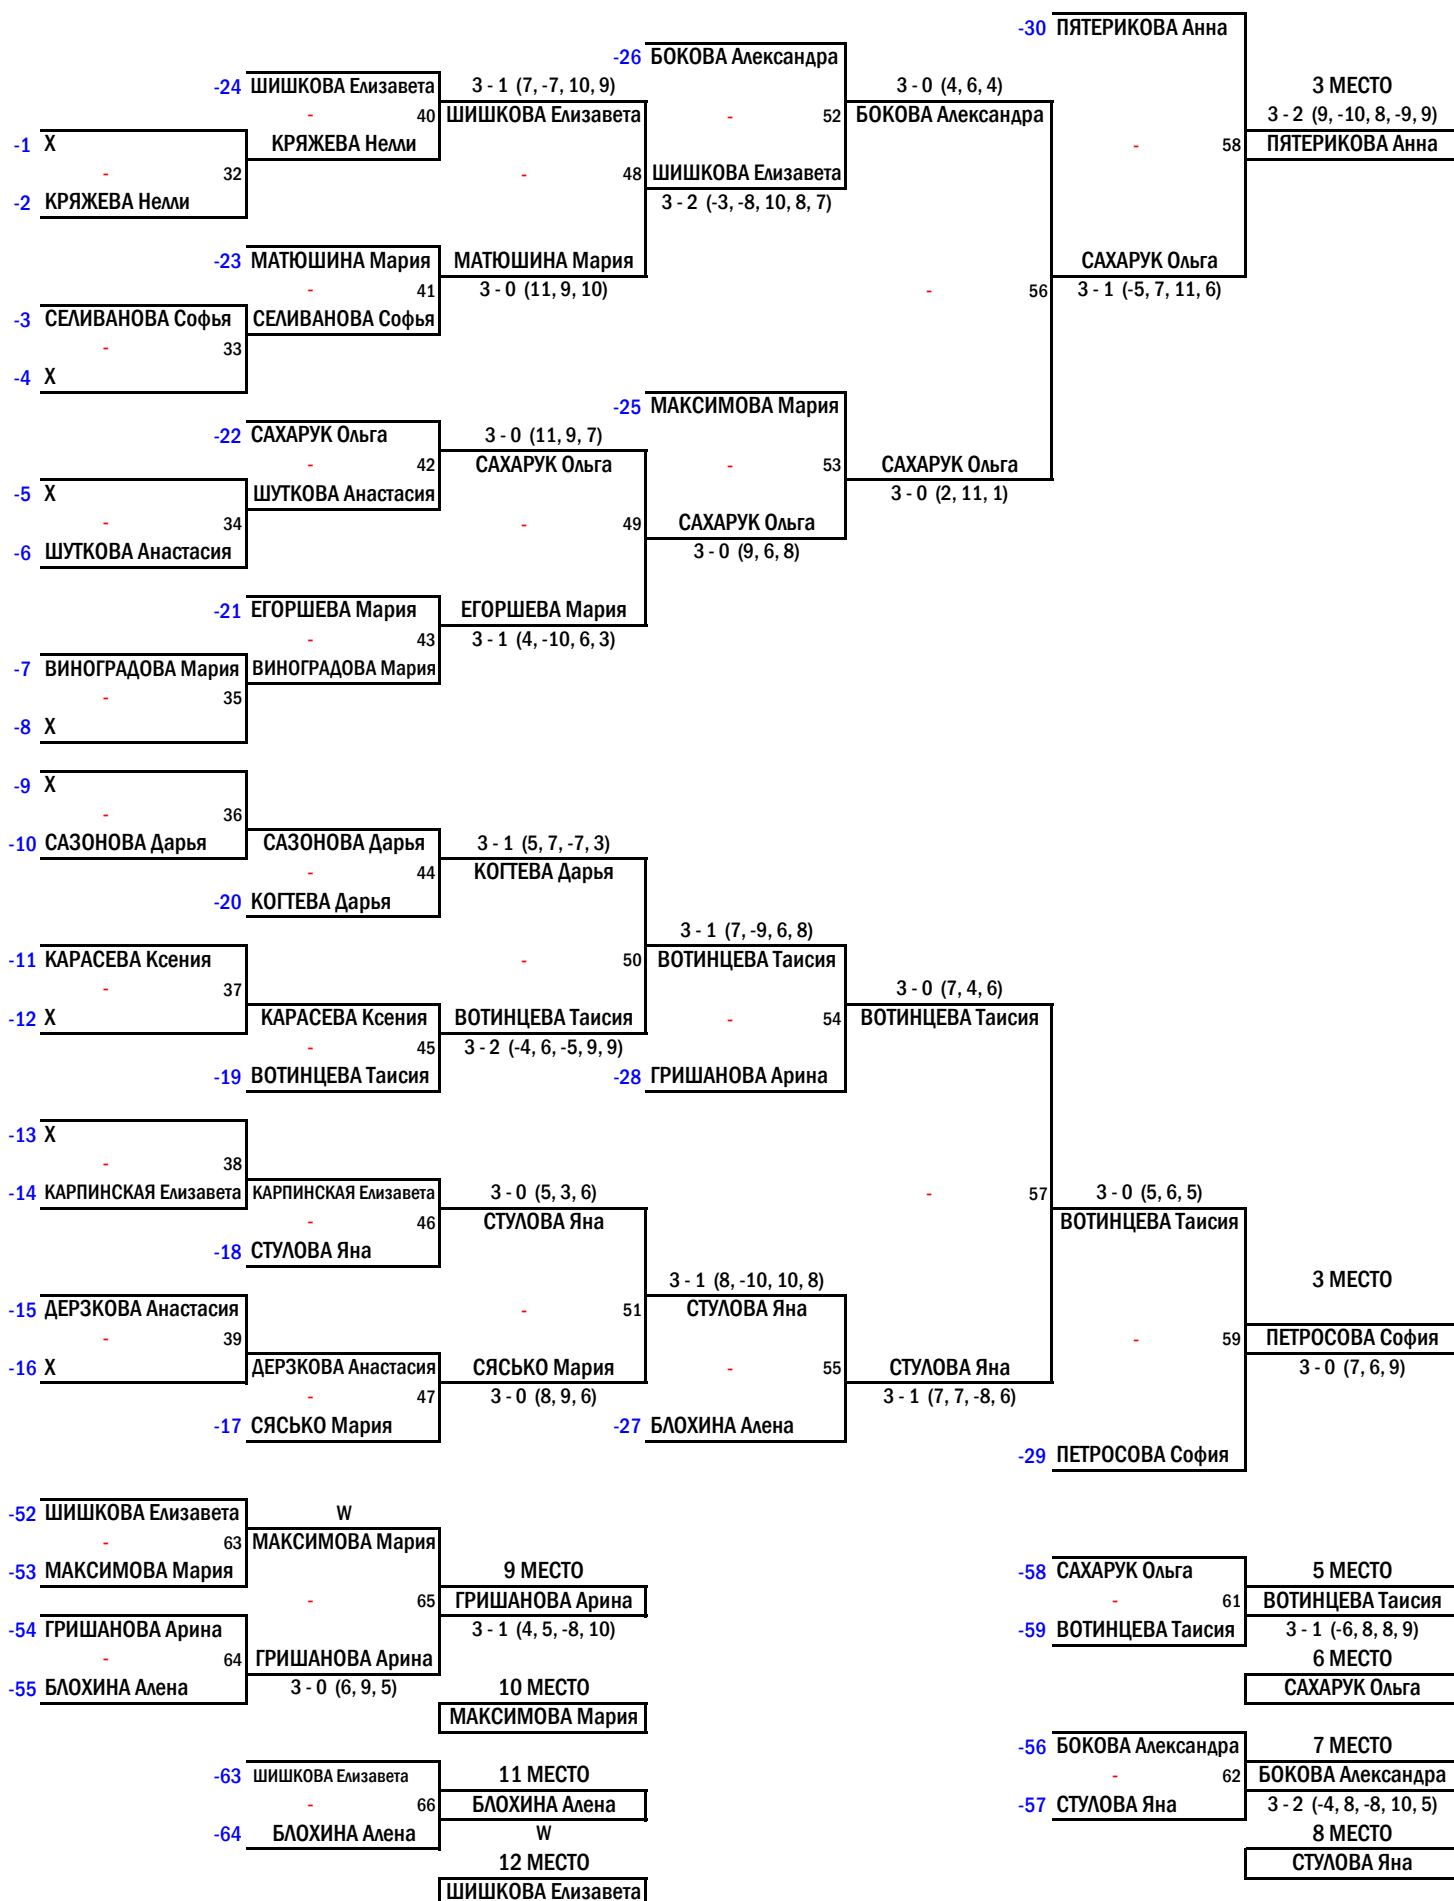 -30 ПЯТЕРИКОВА Анна
-26 БОКОВА Александра
-24 ШИШКОВА Елизавета 3 - 1 (7, -7, 10, 9) 3 - 0 (4, 6, 4) 3 МЕСТО
- 40 ШИШКОВА Елизавета - 52 БОКОВА Александра 3 - 2 (9, -10, 8, -9, 9)
-1 X КРЯЖЕВА Нелли - 58 ПЯТЕРИКОВА Анна
- 32 - 48 ШИШКОВА Елизавета
-2 КРЯЖЕВА Нелли 3 - 2 (-3, -8, 10, 8, 7)
-23 МАТЮШИНА Мария МАТЮШИНА Мария САХАРУК Ольга
- 41 3 - 0 (11, 9, 10) - 56 3 - 1 (-5, 7, 11, 6)
-3 СЕЛИВАНОВА Софья СЕЛИВАНОВА Софья
- 33
-4 X
-25 МАКСИМОВА Мария
-22 САХАРУК Ольга 3 - 0 (11, 9, 7)
- 42 САХАРУК Ольга - 53 САХАРУК Ольга
-5 X ШУТКОВА Анастасия 3 - 0 (2, 11, 1)
- 34 - 49 САХАРУК Ольга
-6 ШУТКОВА Анастасия 3 - 0 (9, 6, 8)
-21 ЕГОРШЕВА Мария ЕГОРШЕВА Мария
- 43 3 - 1 (4, -10, 6, 3)
-7 ВИНОГРАДОВА Мария ВИНОГРАДОВА Мария
- 35
-8 X
-9 X
- 36
-10 САЗОНОВА Дарья САЗОНОВА Дарья 3 - 1 (5, 7, -7, 3)
- 44 КОГТЕВА Дарья
-20 КОГТЕВА Дарья
3 - 1 (7, -9, 6, 8)
-11 КАРАСЕВА Ксения - 50 ВОТИНЦЕВА Таисия
- 37 3 - 0 (7, 4, 6)
-12 X КАРАСЕВА Ксения ВОТИНЦЕВА Таисия - 54 ВОТИНЦЕВА Таисия
- 45 3 - 2 (-4, 6, -5, 9, 9)
-19 ВОТИНЦЕВА Таисия -28 ГРИШАНОВА Арина
-13 X
- 38
-14 КАРПИНСКАЯ Елизавета КАРПИНСКАЯ Елизавета 3 - 0 (5, 3, 6) - 57 3 - 0 (5, 6, 5)
- 46 СТУЛОВА Яна ВОТИНЦЕВА Таисия
-18 СТУЛОВА Яна
3 - 1 (8, -10, 10, 8) 3 МЕСТО
-15 ДЕРЗКОВА Анастасия - 51 СТУЛОВА Яна
- 39 - 59 ПЕТРОСОВА София
-16 X ДЕРЗКОВА Анастасия СЯСЬКО Мария - 55 СТУЛОВА Яна 3 - 0 (7, 6, 9)
- 47 3 - 0 (8, 9, 6) 3 - 1 (7, 7, -8, 6)
-17 СЯСЬКО Мария -27 БЛОХИНА Алена
-29 ПЕТРОСОВА София
-52 ШИШКОВА Елизавета W
- 63 МАКСИМОВА Мария
-53 МАКСИМОВА Мария 9 МЕСТО -58 САХАРУК Ольга 5 МЕСТО
- 65 ГРИШАНОВА Арина - 61 ВОТИНЦЕВА Таисия
-54 ГРИШАНОВА Арина 3 - 1 (4, 5, -8, 10) -59 ВОТИНЦЕВА Таисия 3 - 1 (-6, 8, 8, 9)
- 64 ГРИШАНОВА Арина 6 МЕСТО
-55 БЛОХИНА Алена 3 - 0 (6, 9, 5) 10 МЕСТО САХАРУК Ольга
МАКСИМОВА Мария
-56 БОКОВА Александра 7 МЕСТО
-63 ШИШКОВА Елизавета 11 МЕСТО - 62 БОКОВА Александра
- 66 БЛОХИНА Алена -57 СТУЛОВА Яна 3 - 2 (-4, 8, -8, 10, 5)
-64 БЛОХИНА Алена W 8 МЕСТО
12 МЕСТО СТУЛОВА Яна
ШИШКОВА Елизавета